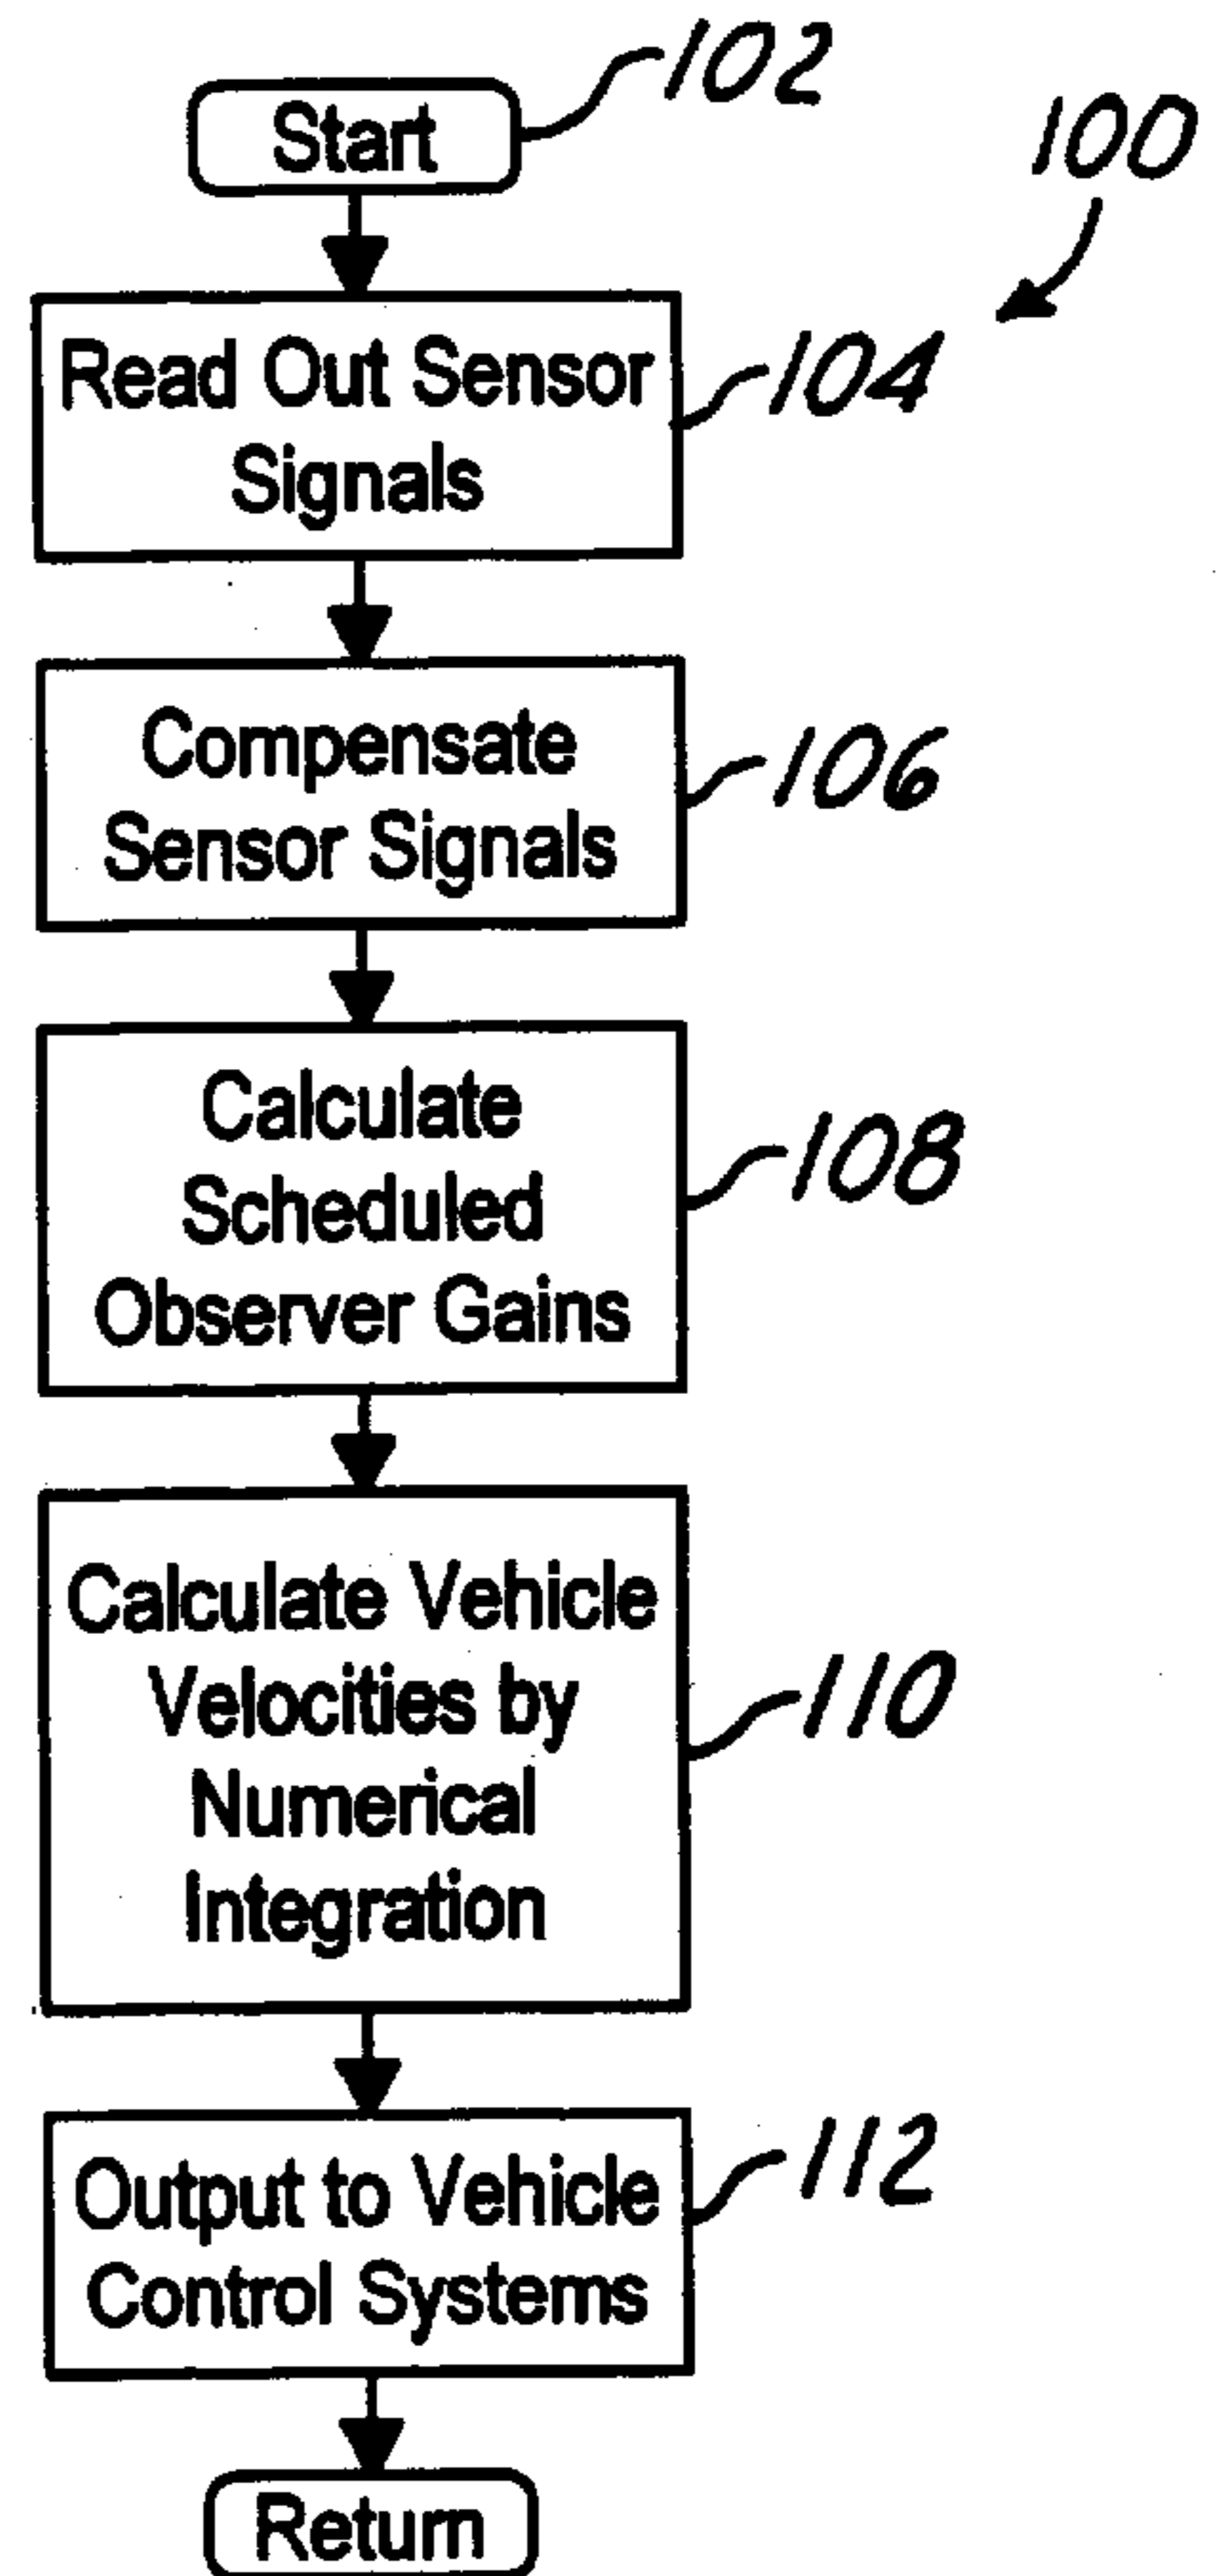 Start
102
100
Read Out Sensor
Signals
104
Compensate
Sensor Signals
106
Calculate
Scheduled
Observer Gains
108
Calculate Vehicle
Velocities by
Numerical
Integration
110
Output to Vehicle
Control Systems
112
Return